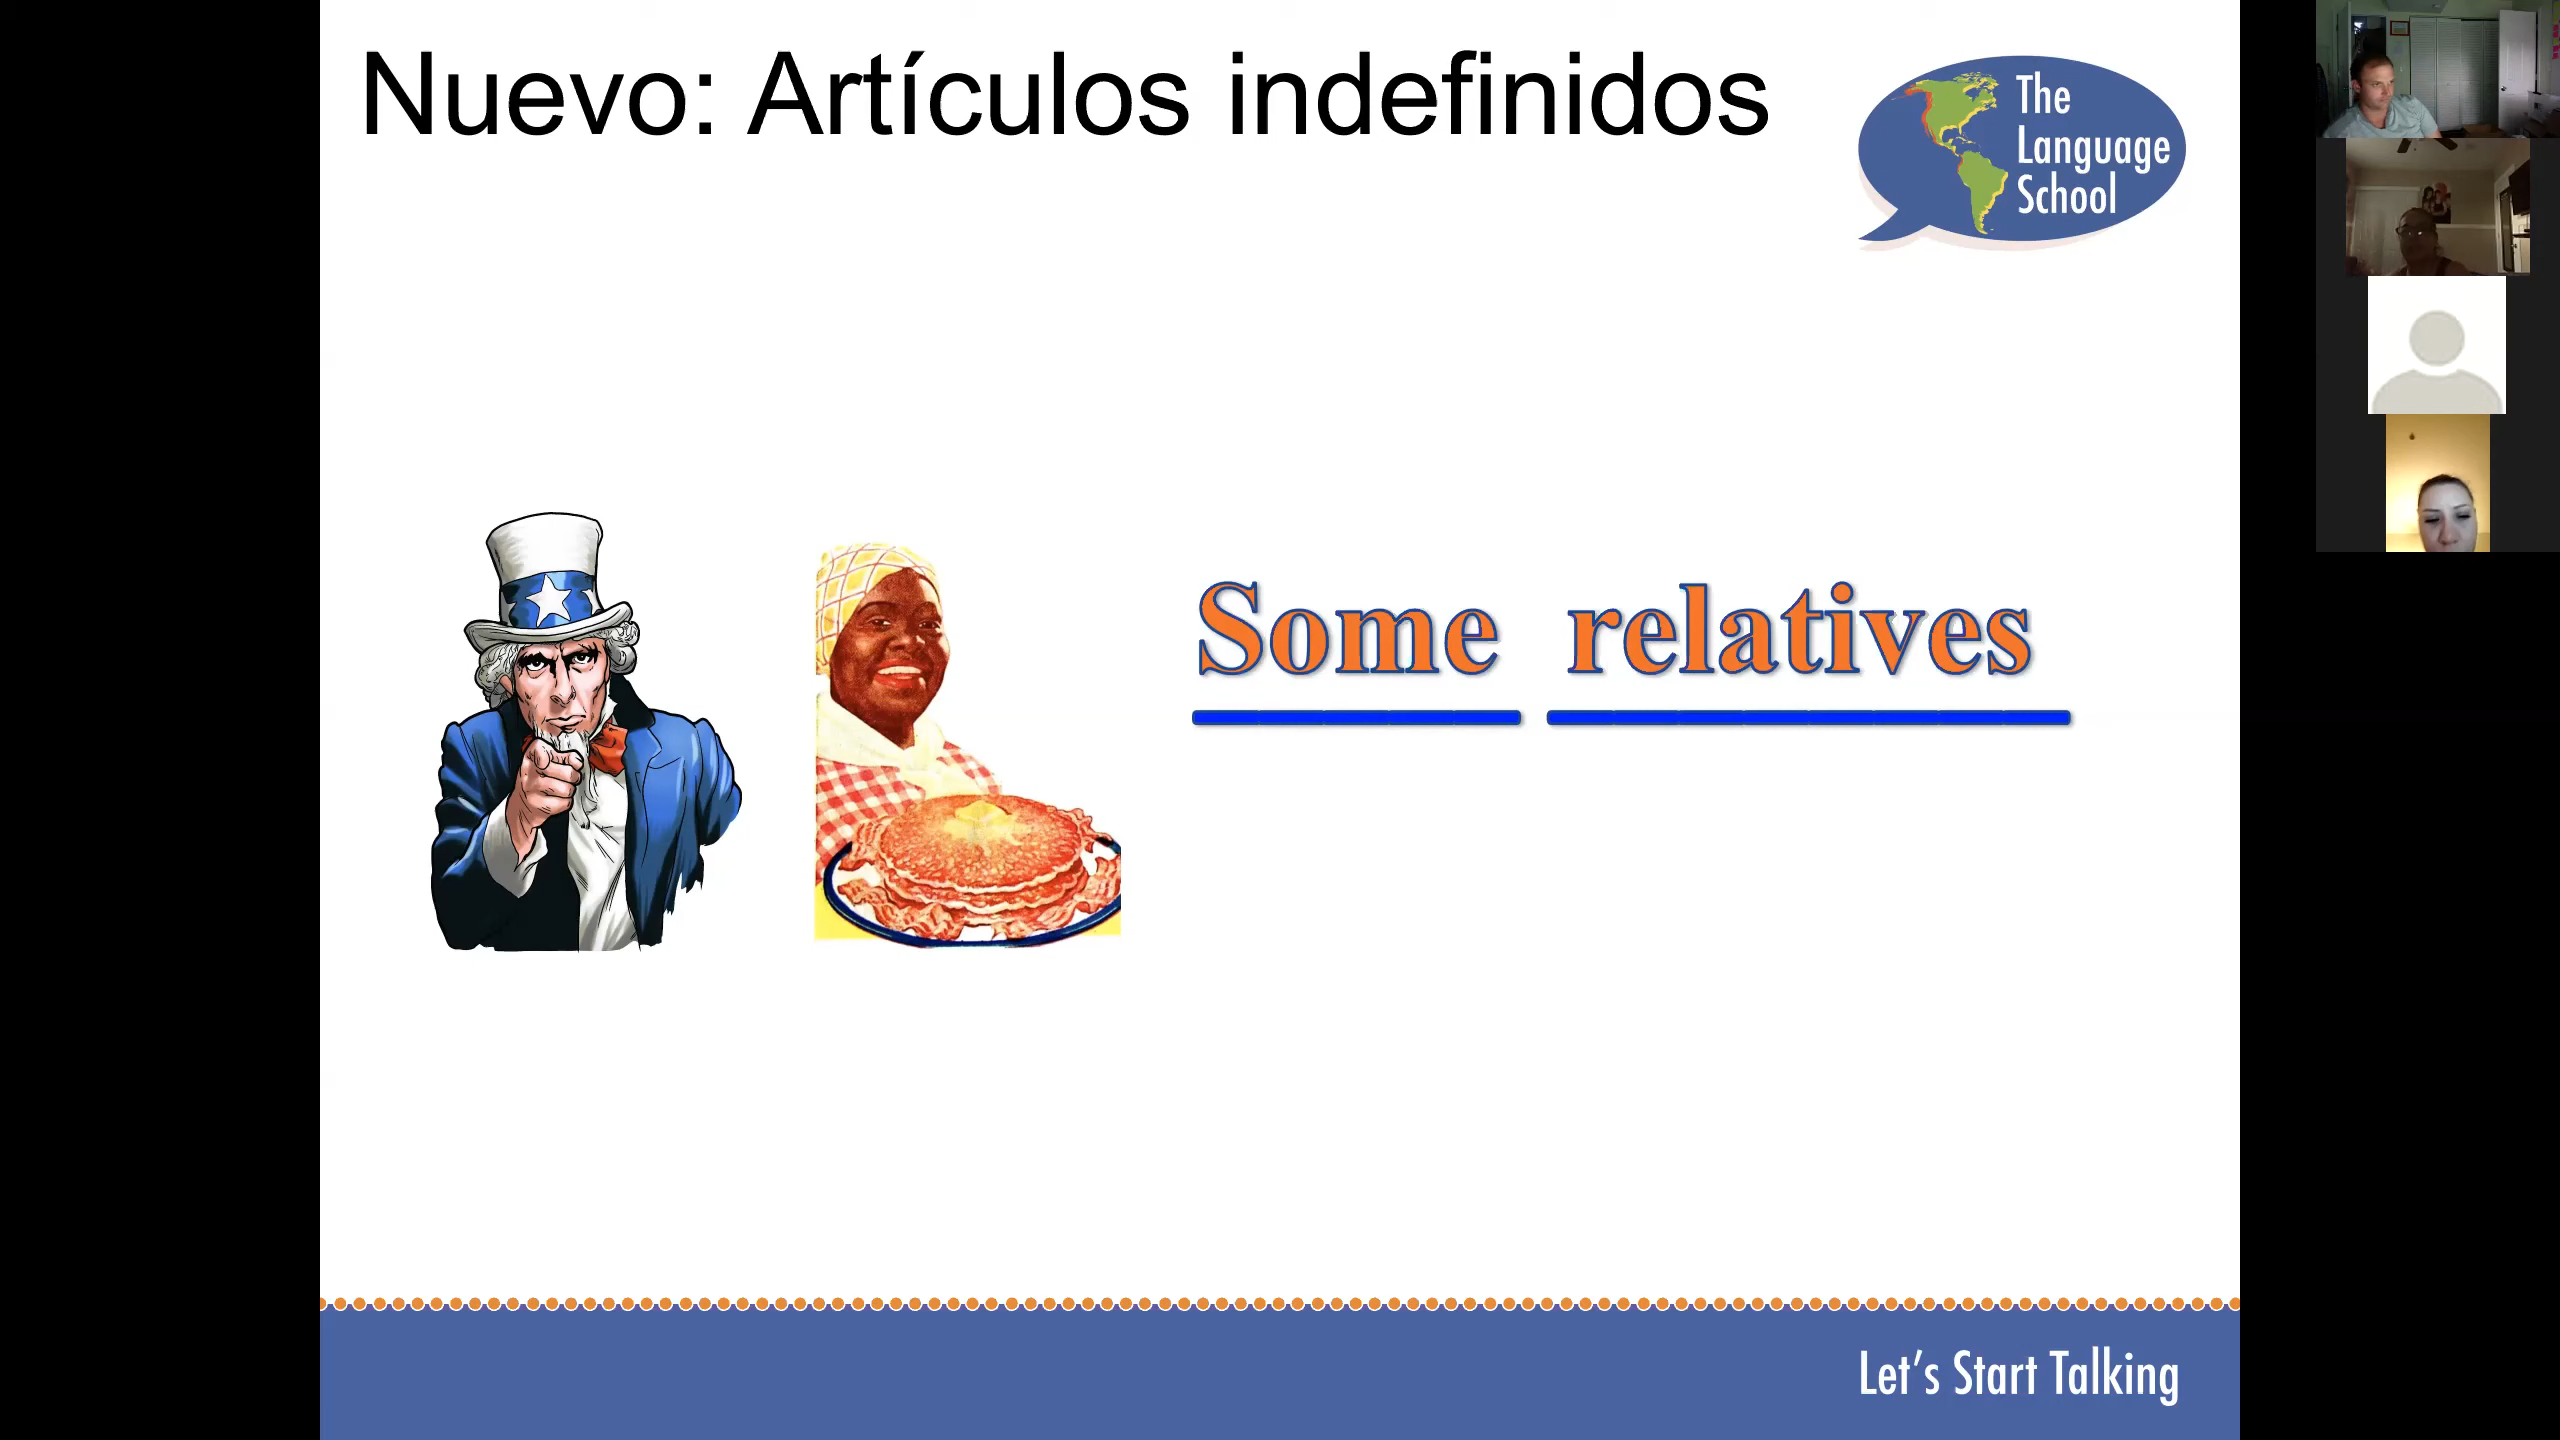 Nuevo: Artículos indefinidos
The
Language
School
Some relatives
Let's Start Talking